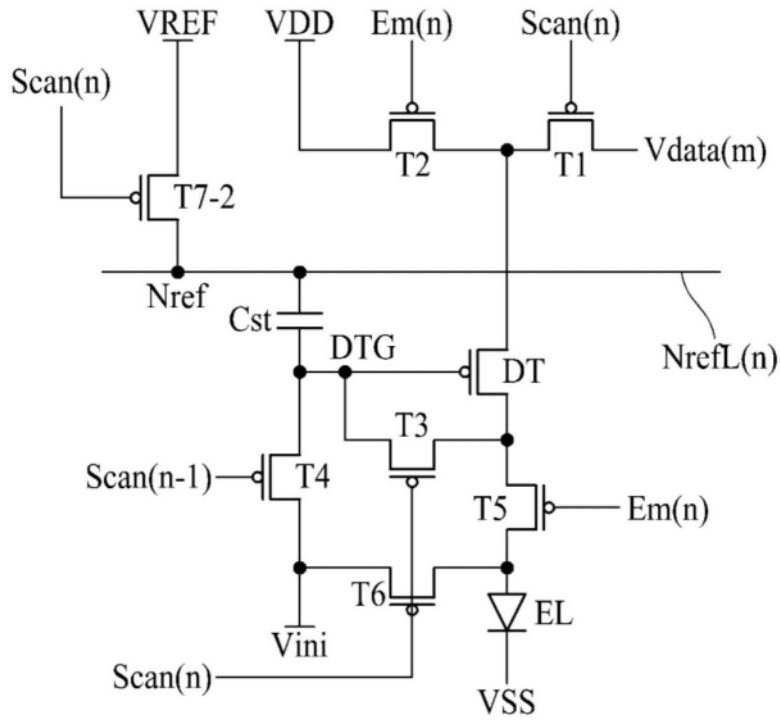 VREF VDD Em(n) Scan(n)
Scan(n)
T2 T1 Vdata(m)
T7-2
Nref
Cst
NrefL(n)
DTG DT
T3
Scan(n-1) T4
T5 Em(n)
T6
EL
Vini
Scan(n)
VSS